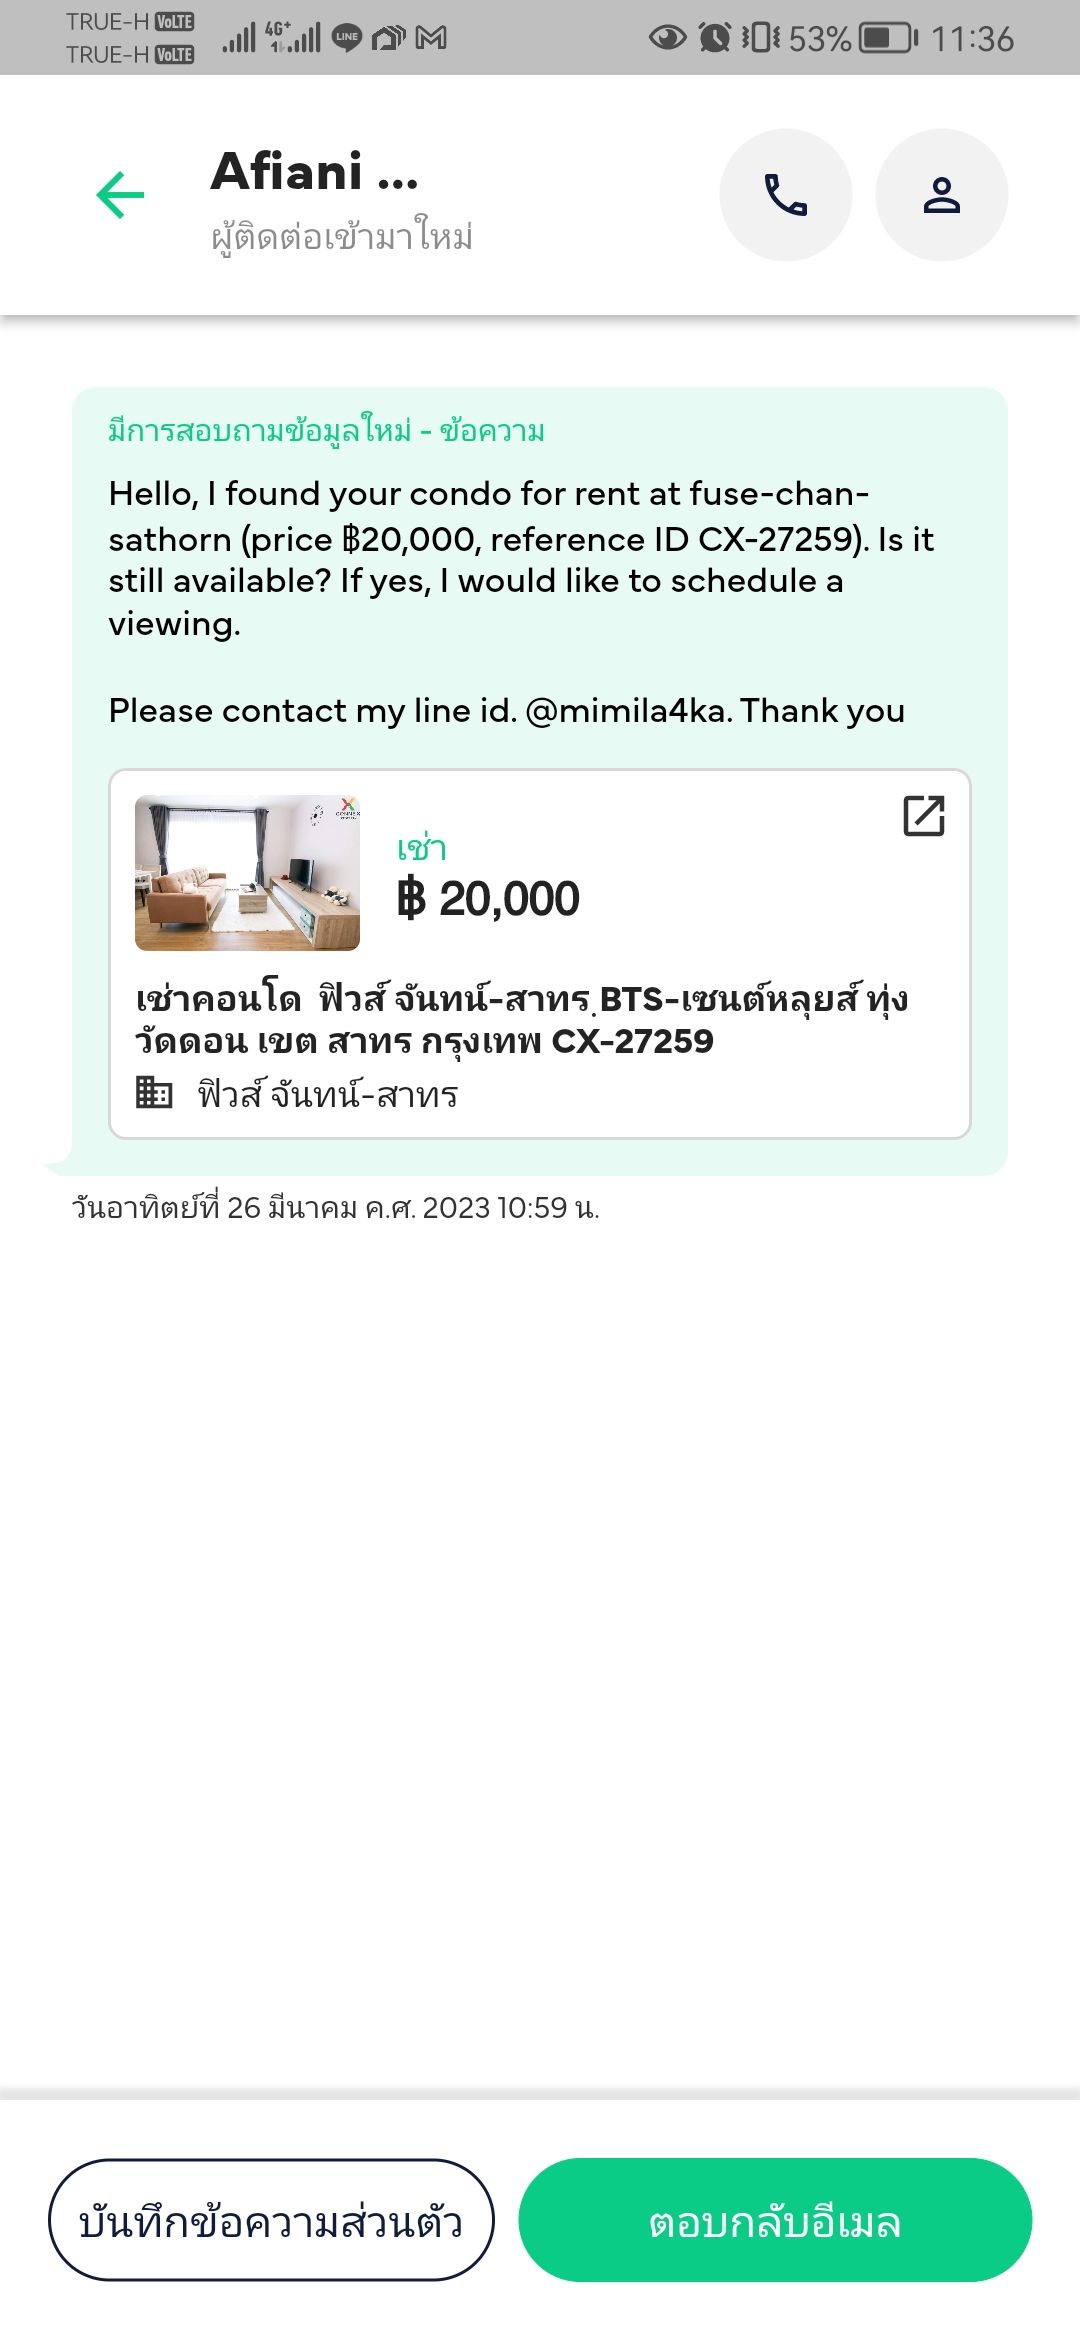 TRUE-H VoLTE
TRUE-H VoLTE
4G+
LINE
53%
11:36
Afiani ...
ผู้ติดต่อเข้ามาใหม่
มีการสอบถามข้อมูลใหม่ - ข้อความ
Hello, I found your condo for rent at fuse-chan-
sathorn (price ฿20,000, reference ID CX-27259). Is it
still available? If yes, I would like to schedule a
viewing.
Please contact my line id. @mimila4ka. Thank you
เช่า
฿ 20,000
เช่าคอนโด ฟิวส์ จันทน์-สาทร ฺBTS-เซนต์หลุยส์ ทุ่ง
วัดดอน เขต สาทร กรุงเทพ CX-27259
ฟิวส์ จันทน์-สาทร
วันอาทิตย์ที่ 26 มีนาคม ค.ศ. 2023 10:59 น.
บันทึกข้อความส่วนตัว
ตอบกลับอีเมล